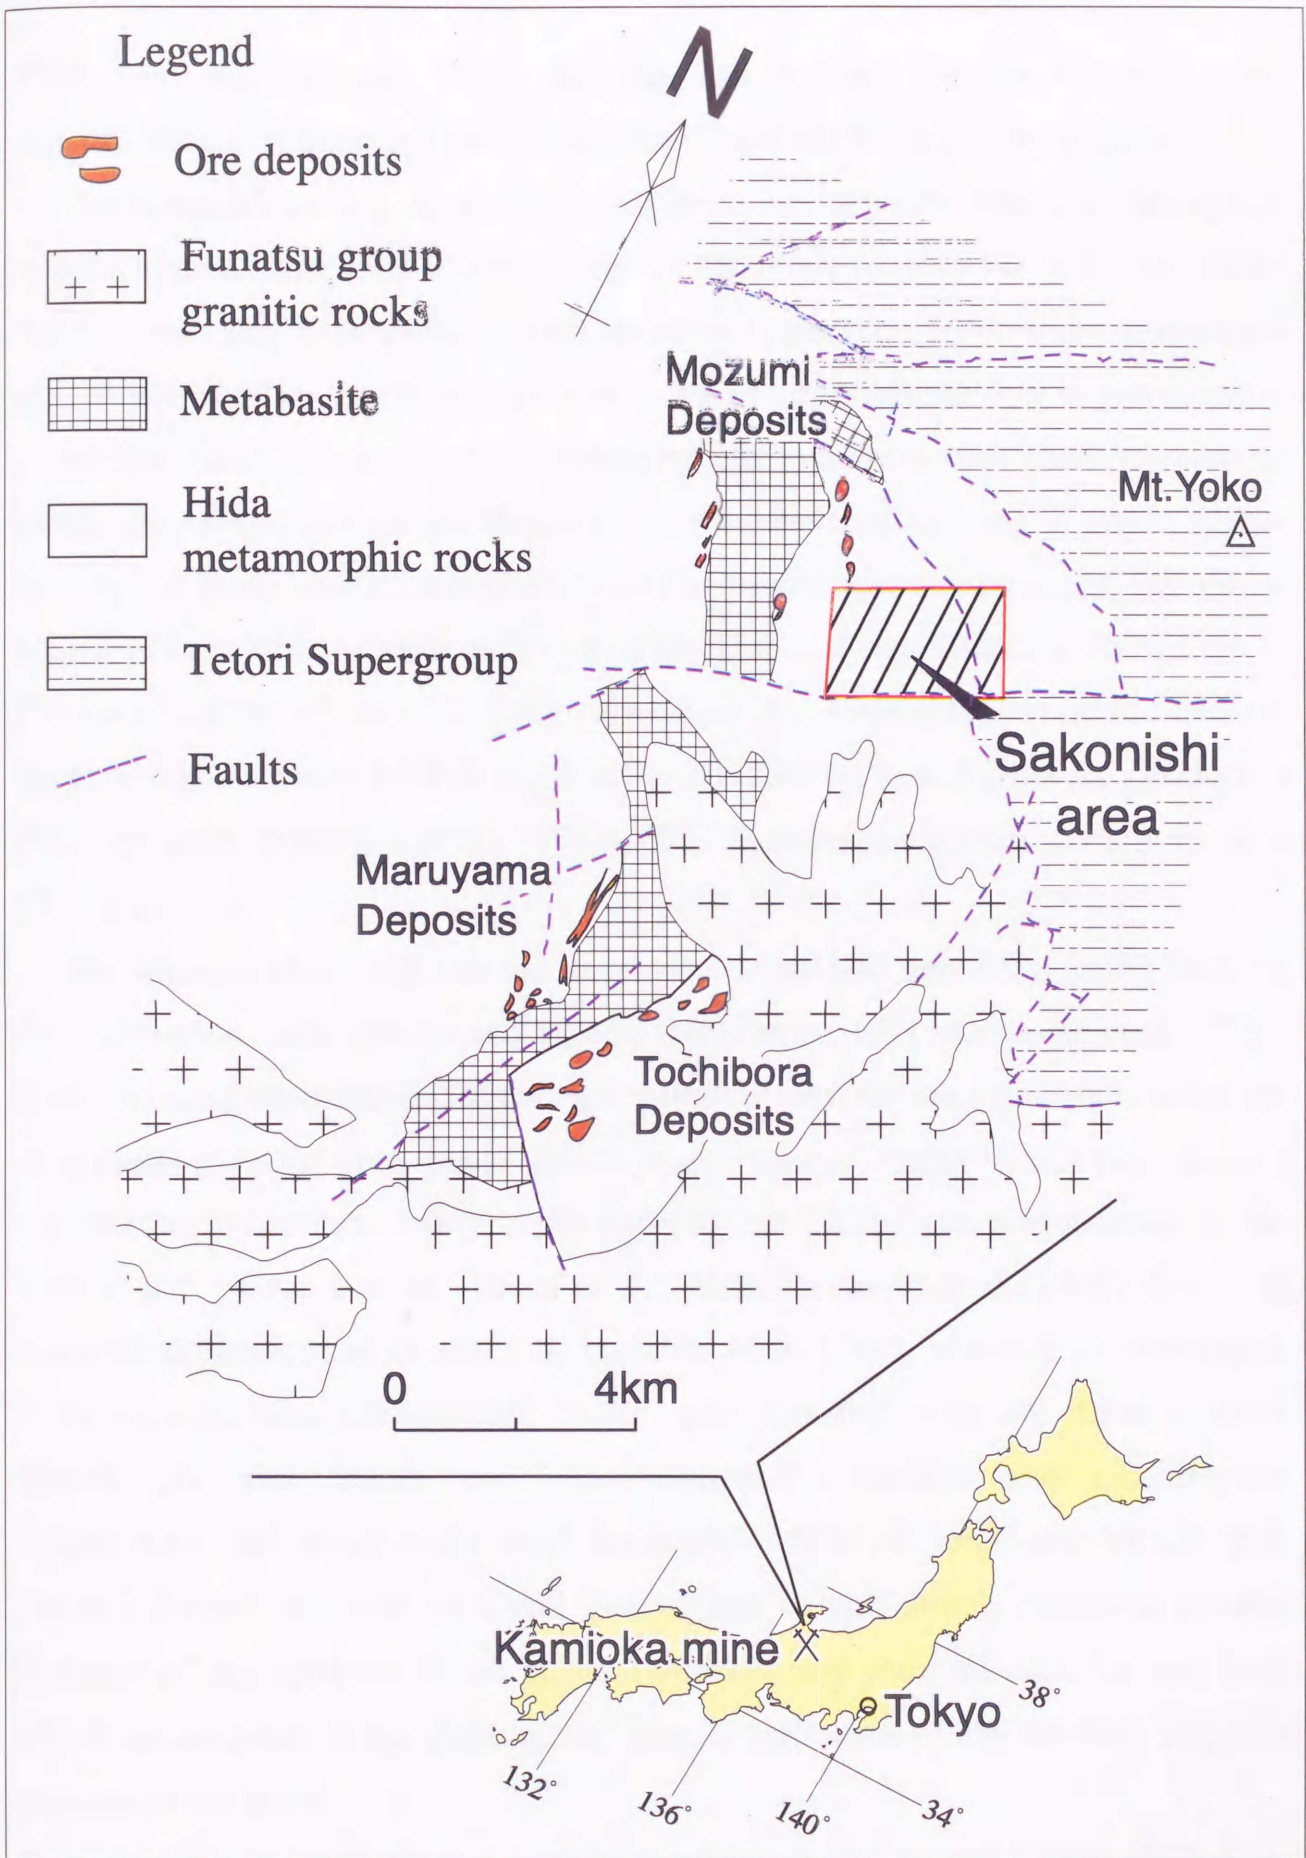 Legend
N
Ore deposits
Funatsu group
granitic rocks
Metabasite
Hida
metamorphic rocks
Tetori Supergroup
Faults
Mozumi
Deposits
Mt.Yoko
Sakonishi
area
Maruyama
Deposits
Tochibora
Deposits
0 4km
Kamioka mine
Tokyo
38°
132°
136°
140°
34°